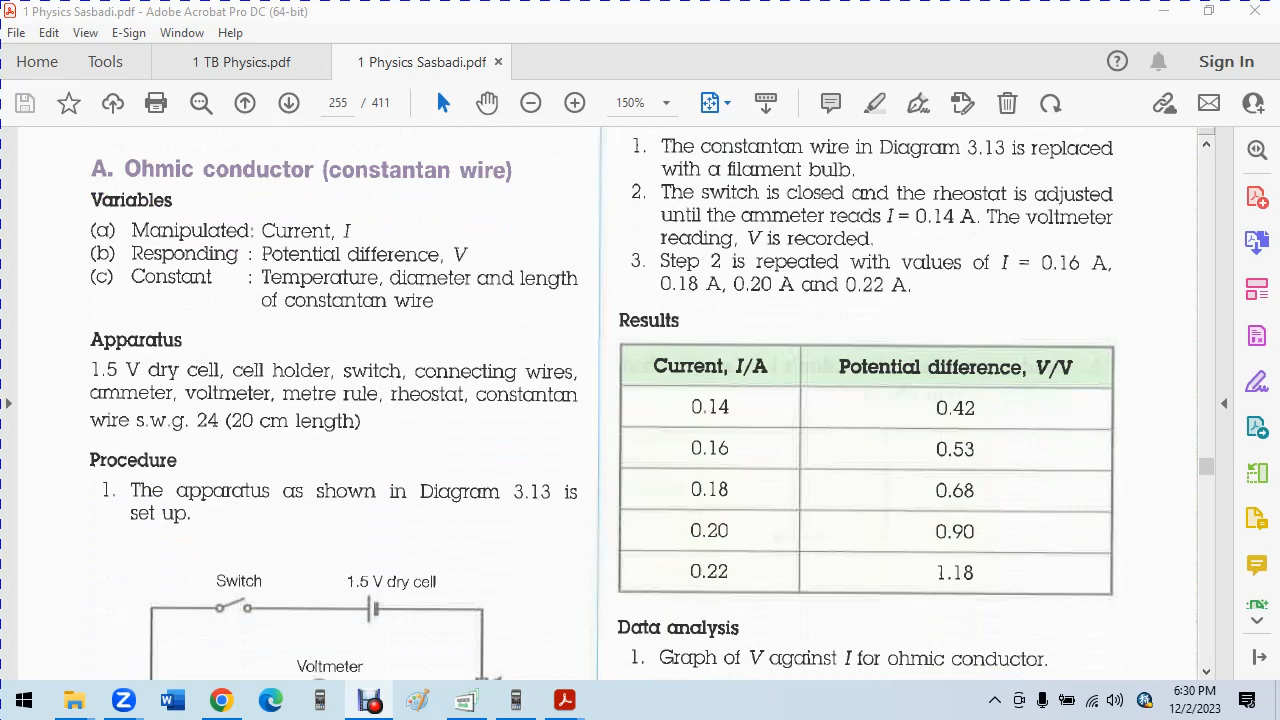 1 Physics Sasbadi.pdf - Adobe Acrobat Pro DC (64-bit)
File Edit View E-Sign Window Help
Home Tools 1 TB Physics.pdf 1 Physics Sasbadi.pdf × Sign In
255 / 411 150%
A. Ohmic conductor (constantan wire)
Variables
(a) Manipulated: Current, I
(b) Responding : Potential difference, V
(c) Constant : Temperature, diameter and length
of constantan wire
Apparatus
1.5 V dry cell, cell holder, switch, connecting wires,
ammeter, voltmeter, metre rule, rheostat, constantan
wire s.w.g. 24 (20 cm length)
Procedure
1. The apparatus as shown in Diagram 3.13 is
set up.
Switch 1.5 V dry cell
Voltmeter
1. The constantan wire in Diagram 3.13 is replaced
with a filament bulb.
2. The switch is closed and the rheostat is adjusted
until the ammeter reads I = 0.14 A. The voltmeter
reading, V is recorded.
3. Step 2 is repeated with values of I = 0.16 A,
0.18 A, 0.20 A and 0.22 A.
Results
Current, I/A Potential difference, V/V
0.14 0.42
0.16 0.53
0.18 0.68
0.20 0.90
0.22 1.18
Data analysis
1. Graph of V against I for ohmic conductor.
6:30 PM
12/2/2023